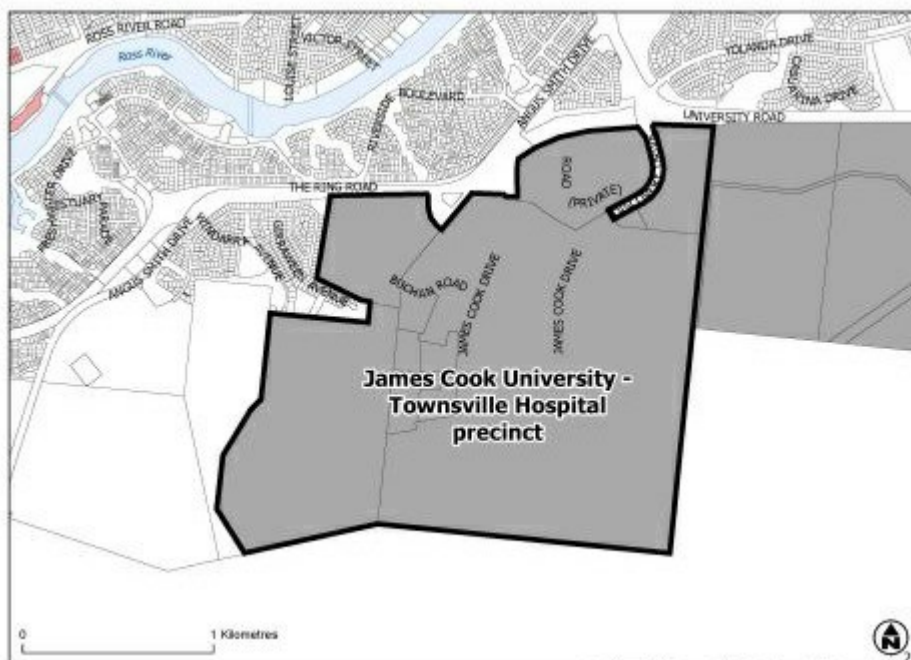 ROSS RIVER ROAD
Ross River
LOUISE STREET
VICTOR STREET
ANGUS SMITH DRIVE
YOLANDA DRIVE
BOULEVARD
RIVERSIDE
UNIVERSITY ROAD
THE RING ROAD
ROAD
(PRIVATE)
ANGUS SMITH DRIVE
AVENUE
BUCHAN ROAD
JAMES COOK DRIVE
JAMES COOK DRIVE
James Cook University -
Townsville Hospital
precinct
0
1 Kilometres
N